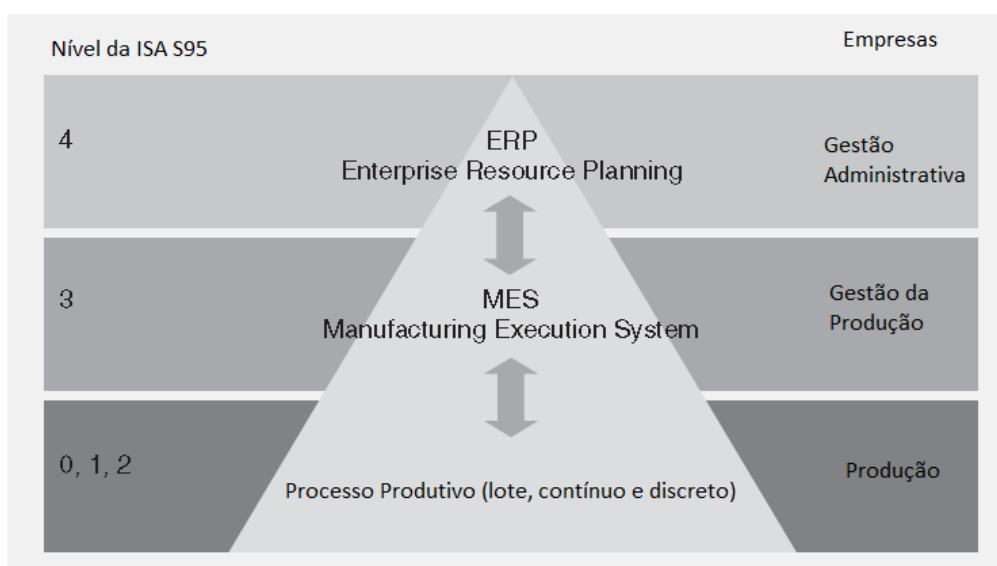 Nível da ISA S95
Empresas
4
ERP
Enterprise Resource Planning
Gestão
Administrativa
3
MES
Manufacturing Execution System
Gestão da
Produção
0, 1, 2
Processo Produtivo (lote, contínuo e discreto)
Produção